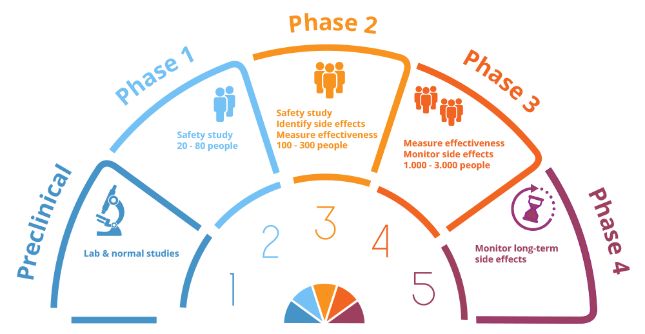 Preclinical
Lab & normal studies
1
Phase 1
Safety study
20 - 80 people
2
Phase 2
Safety study
Identify side effects
Measure effectiveness
100 - 300 people
3
Phase 3
Measure effectiveness
Monitor side effects
1.000 - 3.000 people
4
Phase 4
Monitor long-term
side effects
5